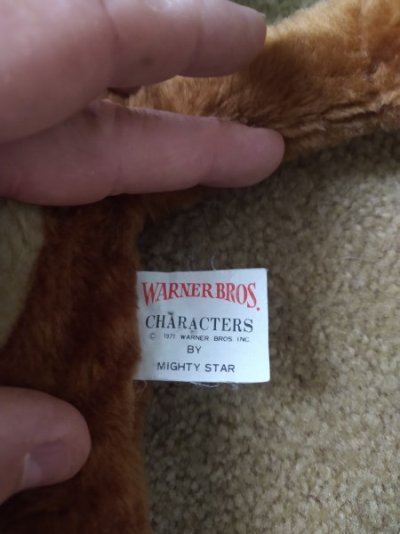 WARNER BROS.
CHARACTERS
© 1971 WARNER BROS. INC.
BY
MIGHTY STAR